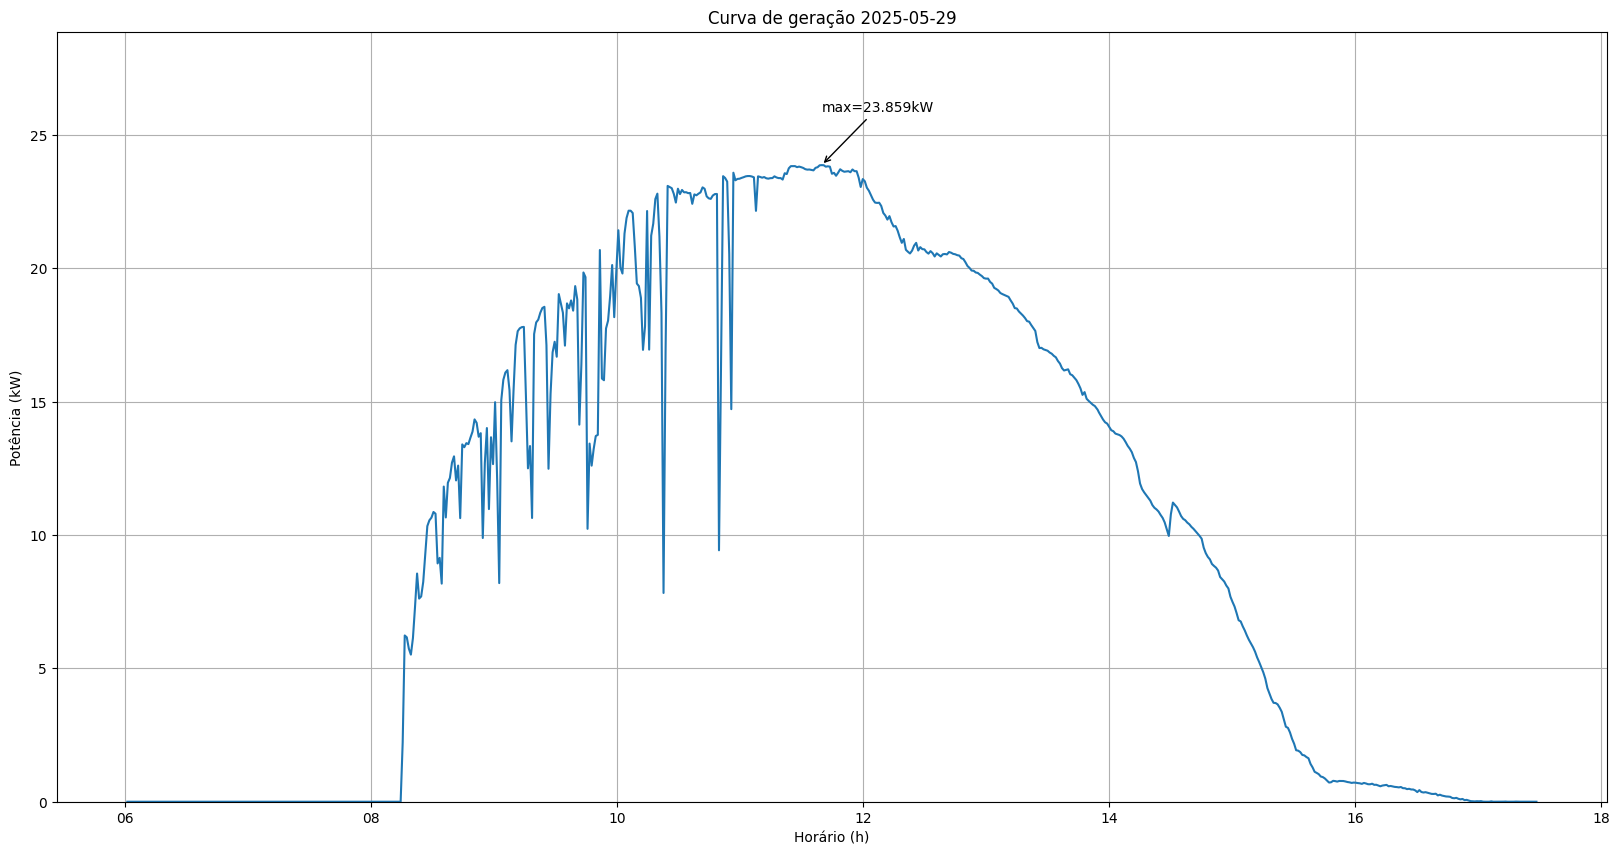 Curva de geração 2025-05-29
max=23.859kW
25
20
15
10
5
0
Potência (kW)
06 08 10 12 14 16 18
Horário (h)